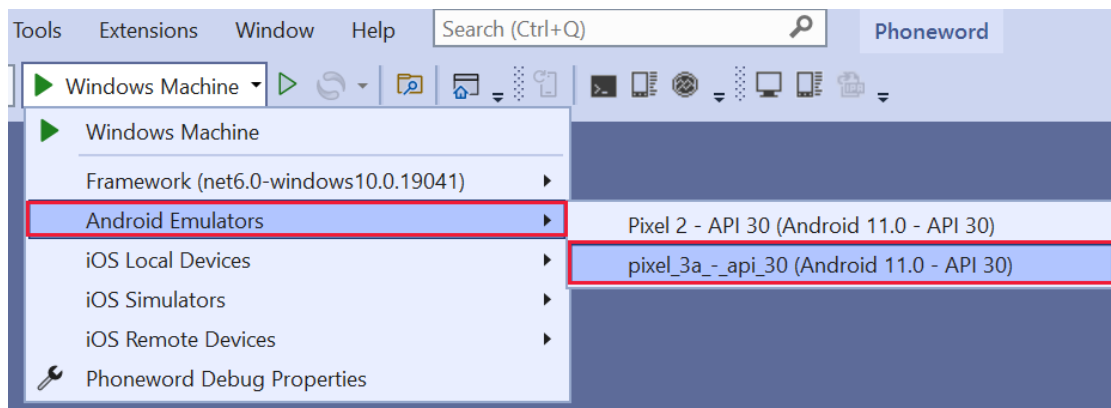 Tools Extensions Window Help Search (Ctrl+Q) Phoneword
Windows Machine
Windows Machine
Framework (net6.0-windows10.0.19041)
Android Emulators
Pixel 2 - API 30 (Android 11.0 - API 30)
iOS Local Devices
pixel_3a_-_api_30 (Android 11.0 - API 30)
iOS Simulators
iOS Remote Devices
Phoneword Debug Properties